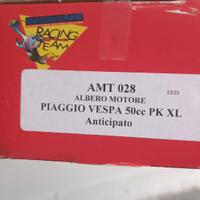 RACING
TEAM
AMT 028
12/21
ALBERO MOTORE
PIAGGIO VESPA 50cc PK XL
Anticipato